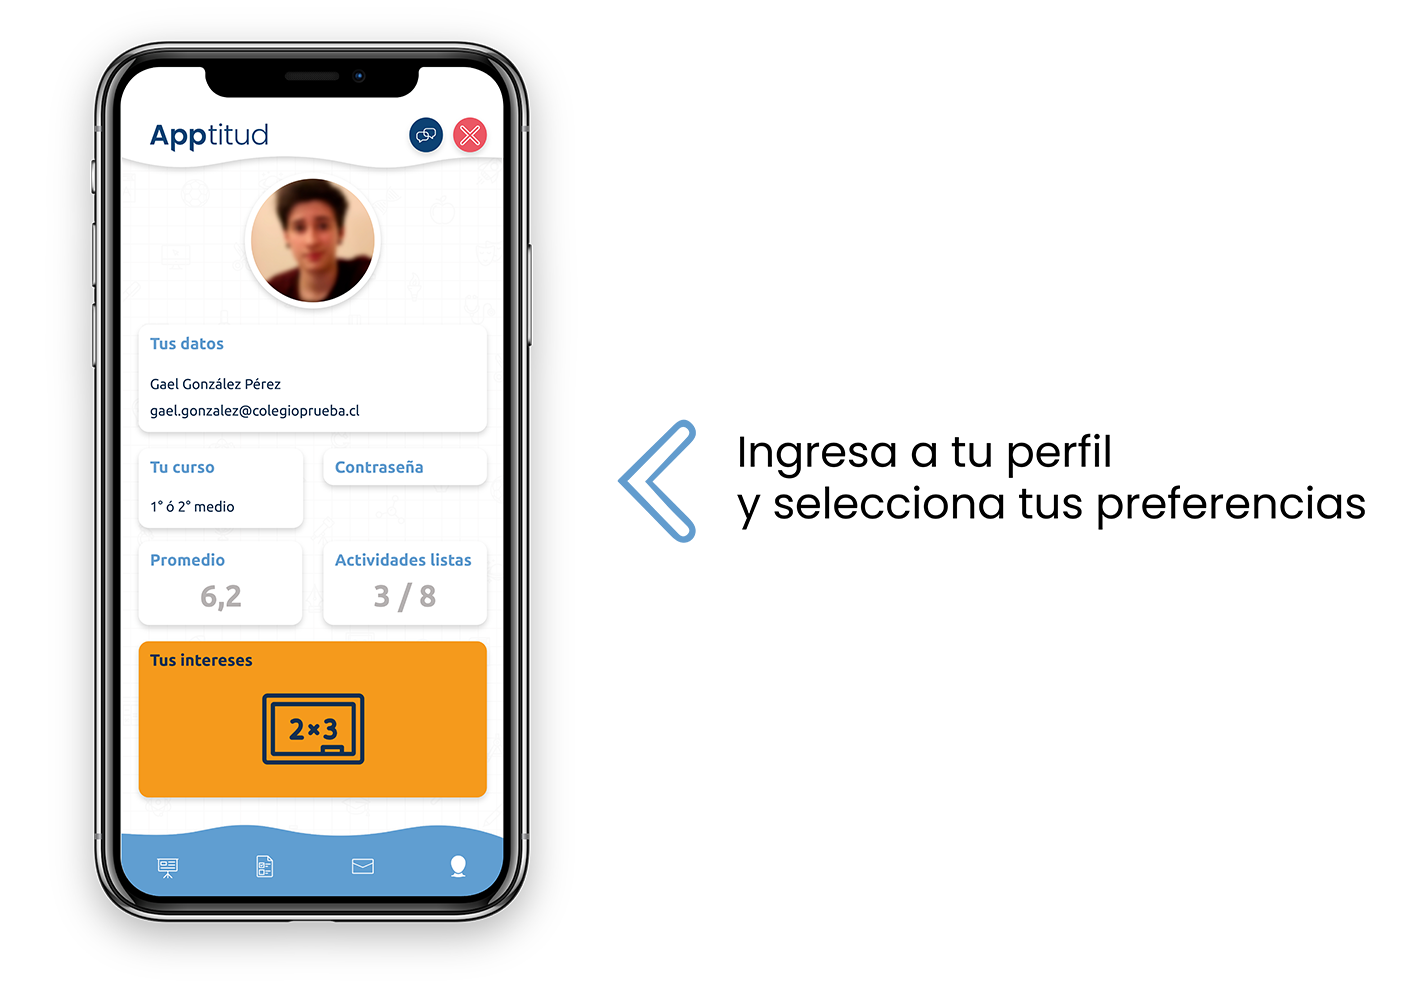 Apptitud
Tus datos
Gael González Pérez
gael.gonzalez@colegioprueba.cl
Tu curso
1° ó 2° medio
Contraseña
Promedio
6,2
Actividades listas
3 / 8
Tus intereses
2×3
Ingresa a tu perfil
y selecciona tus preferencias